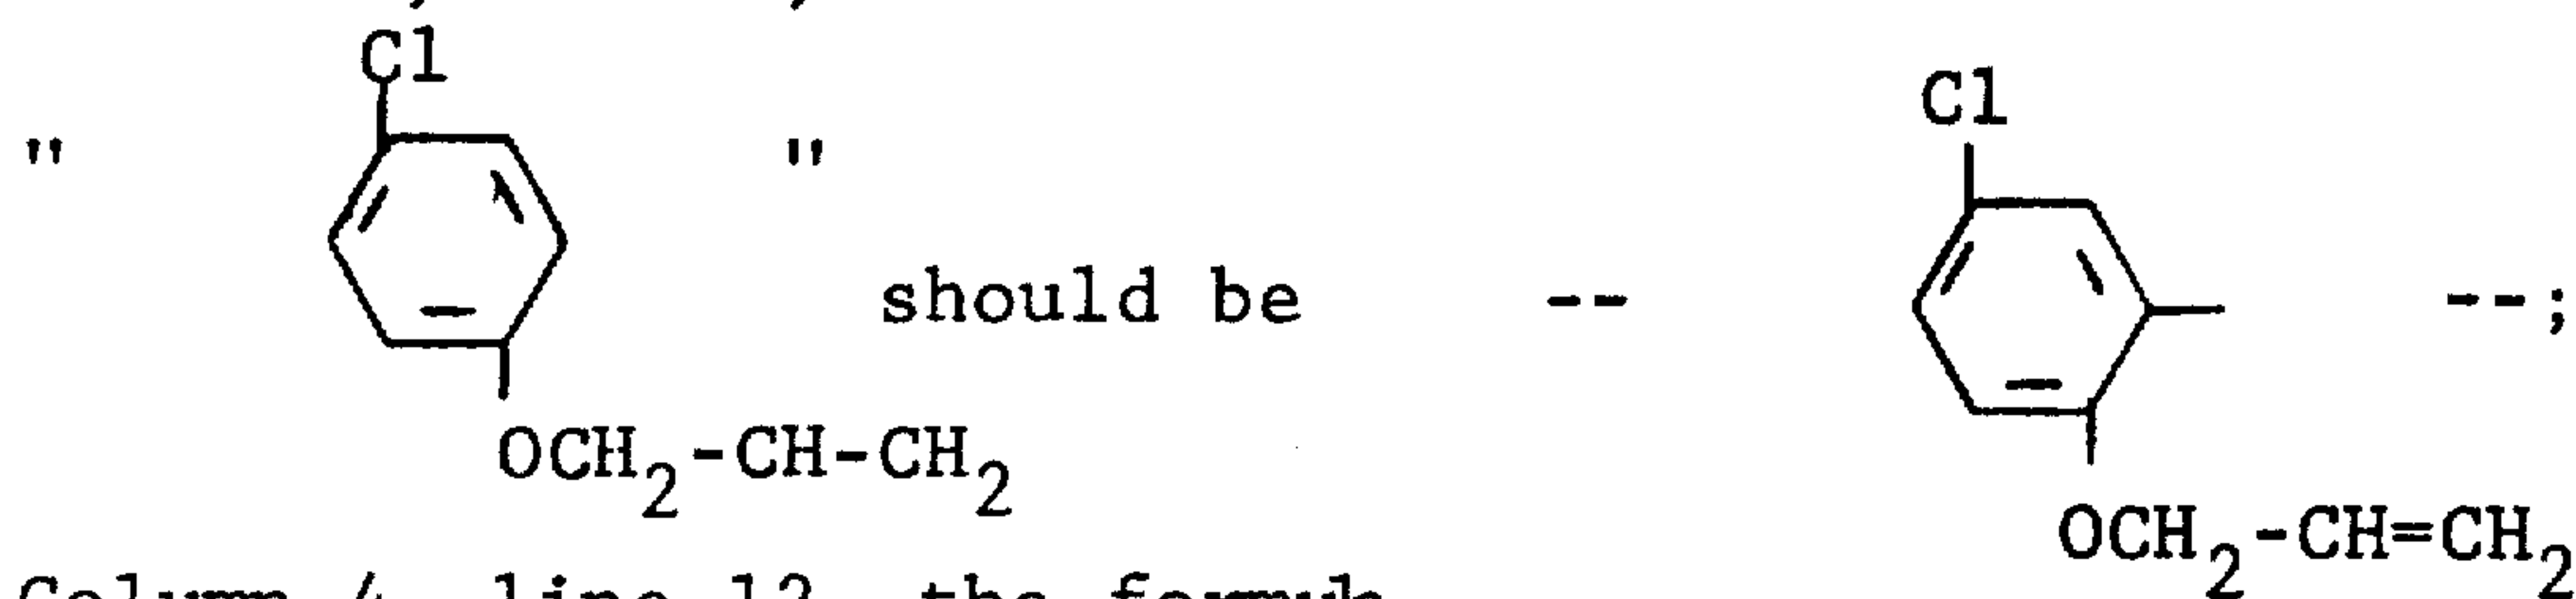 Cl
Cl
" "
should be -- --;
OCH2-CH-CH2
OCH2-CH=CH2
Column 4, line 12, the formula